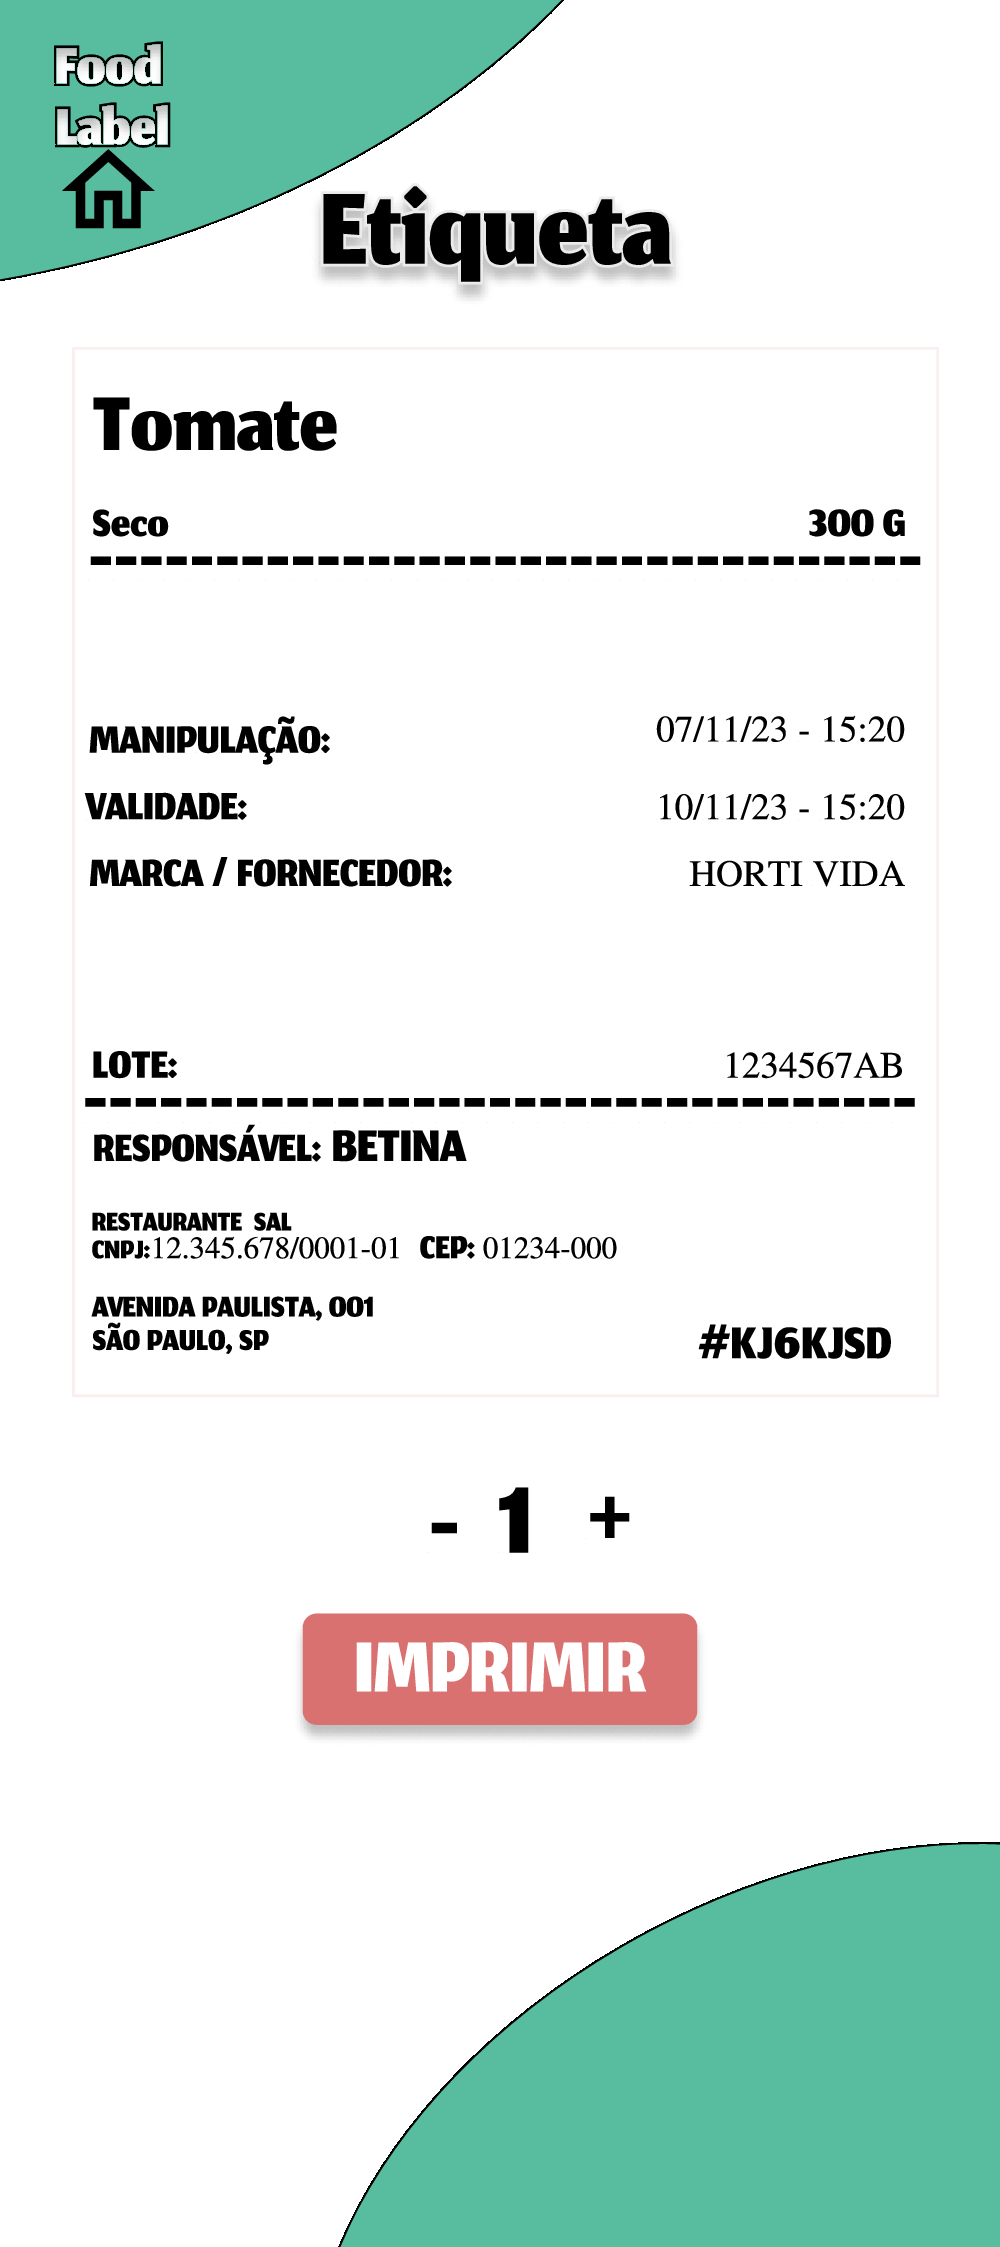 Food
Label
Etiqueta
Tomate
Seco 300 G
MANIPULAÇÃO: 07/11/23 - 15:20
VALIDADE: 10/11/23 - 15:20
MARCA / FORNECEDOR: HORTI VIDA
LOTE: 1234567AB
RESPONSÁVEL: BETINA
RESTAURANTE SAL
CNPJ:12.345.678/0001-01 CEP: 01234-000
AVENIDA PAULISTA, 001
SÃO PAULO, SP
#KJ6KJSD
- 1 +
IMPRIMIR